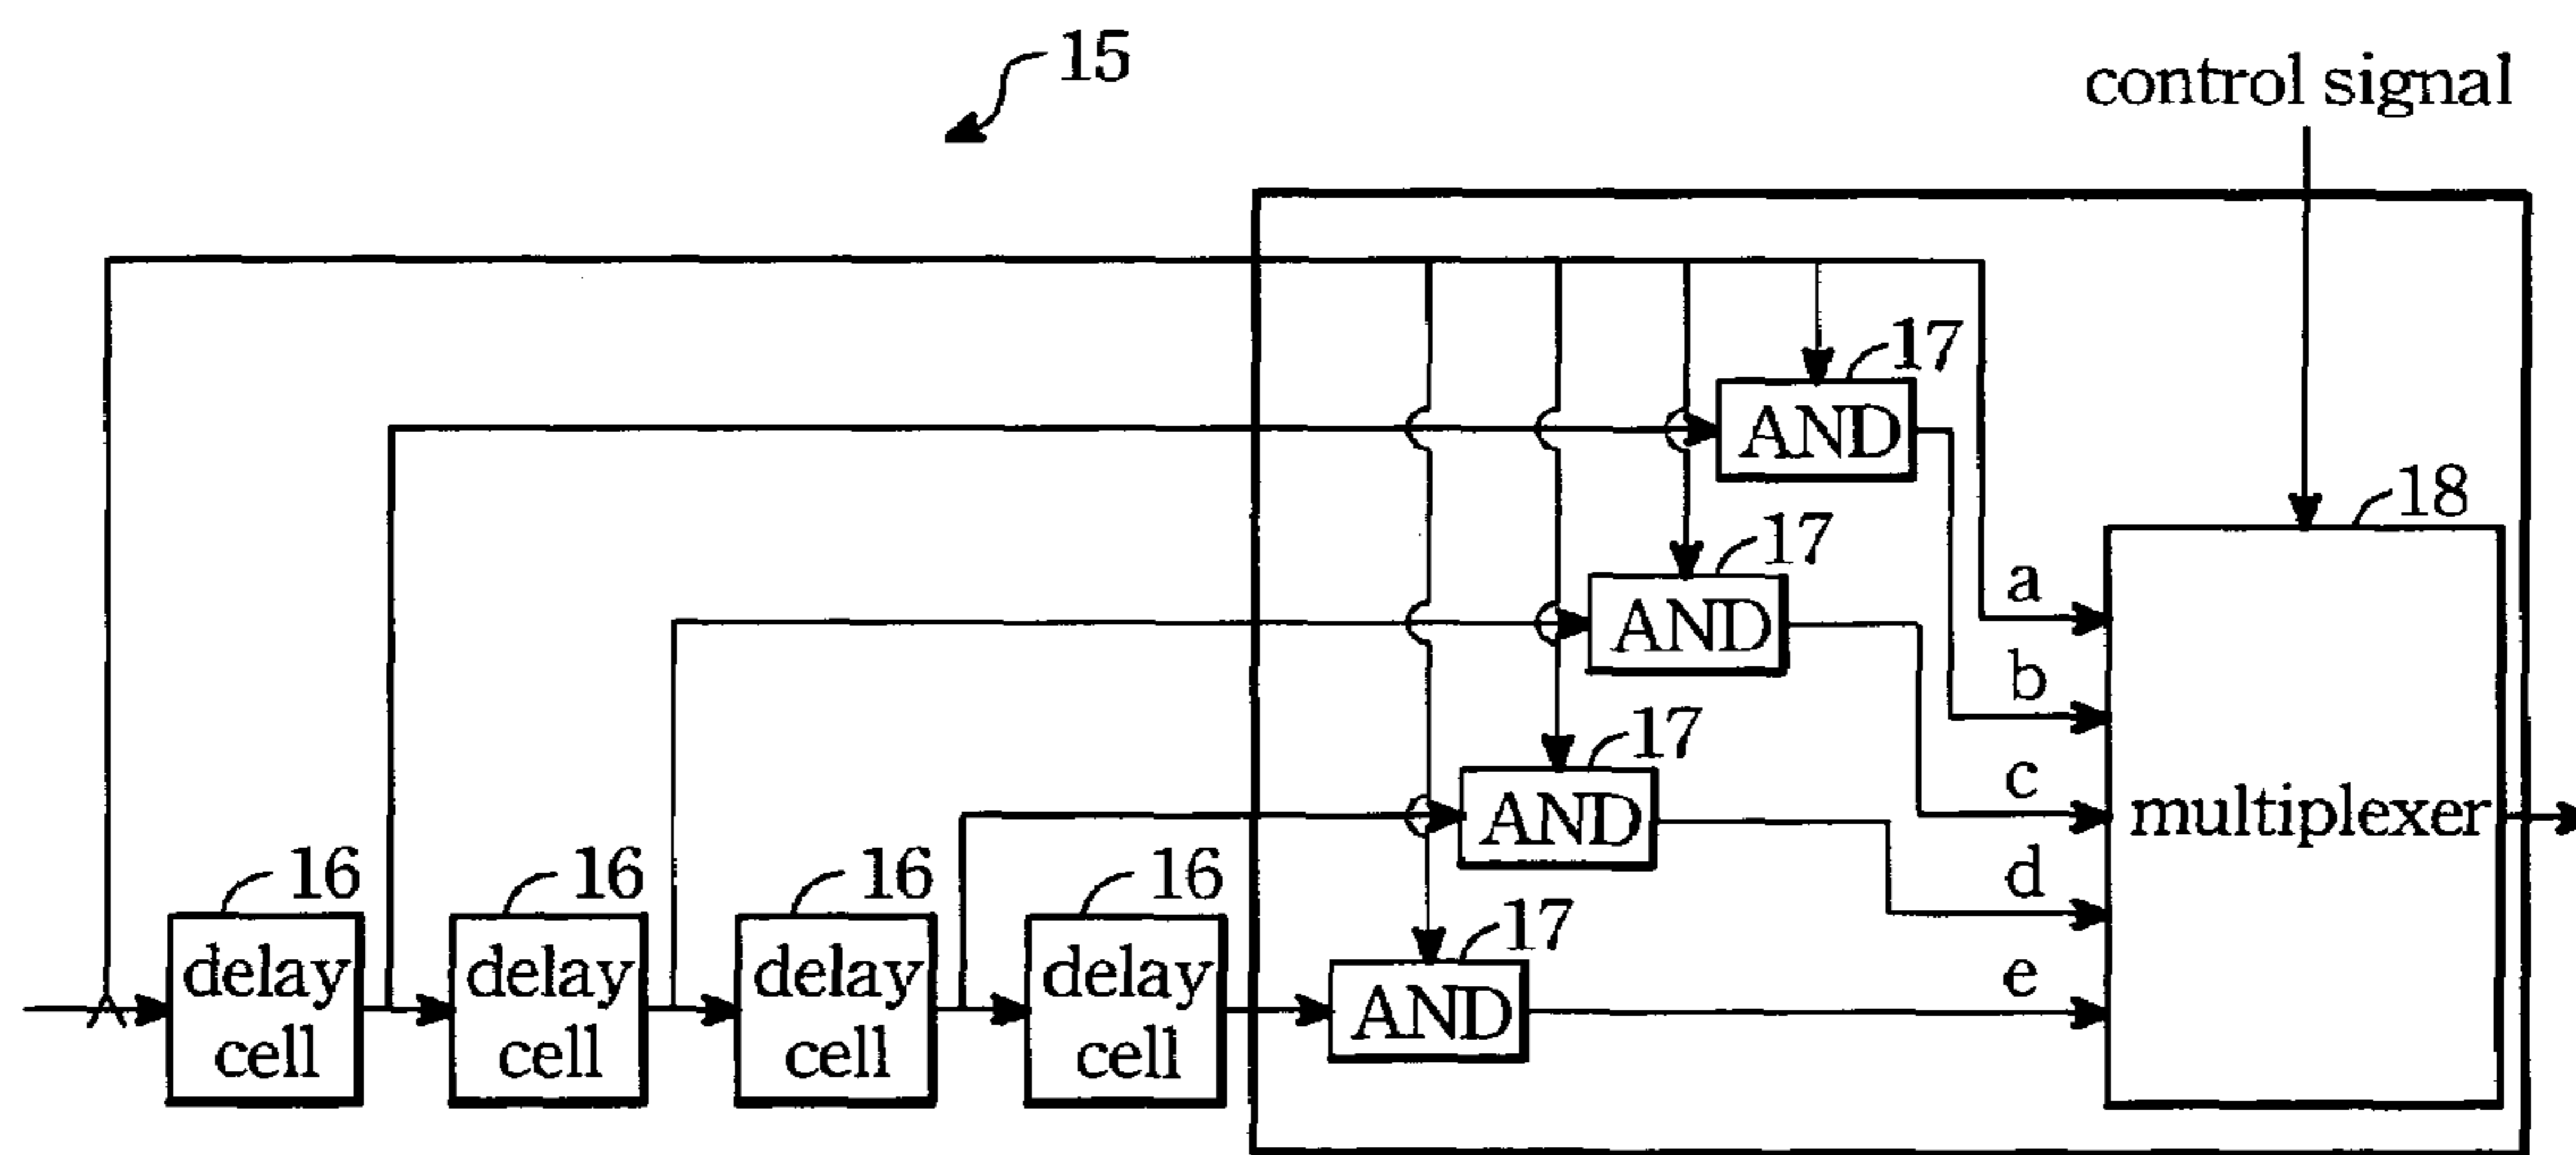 15
control signal
17
AND
17
AND
18
a
b
17
AND
c
multiplexer
d
16
delay
cell
16
delay
cell
16
delay
cell
16
delay
cell
17
AND
e